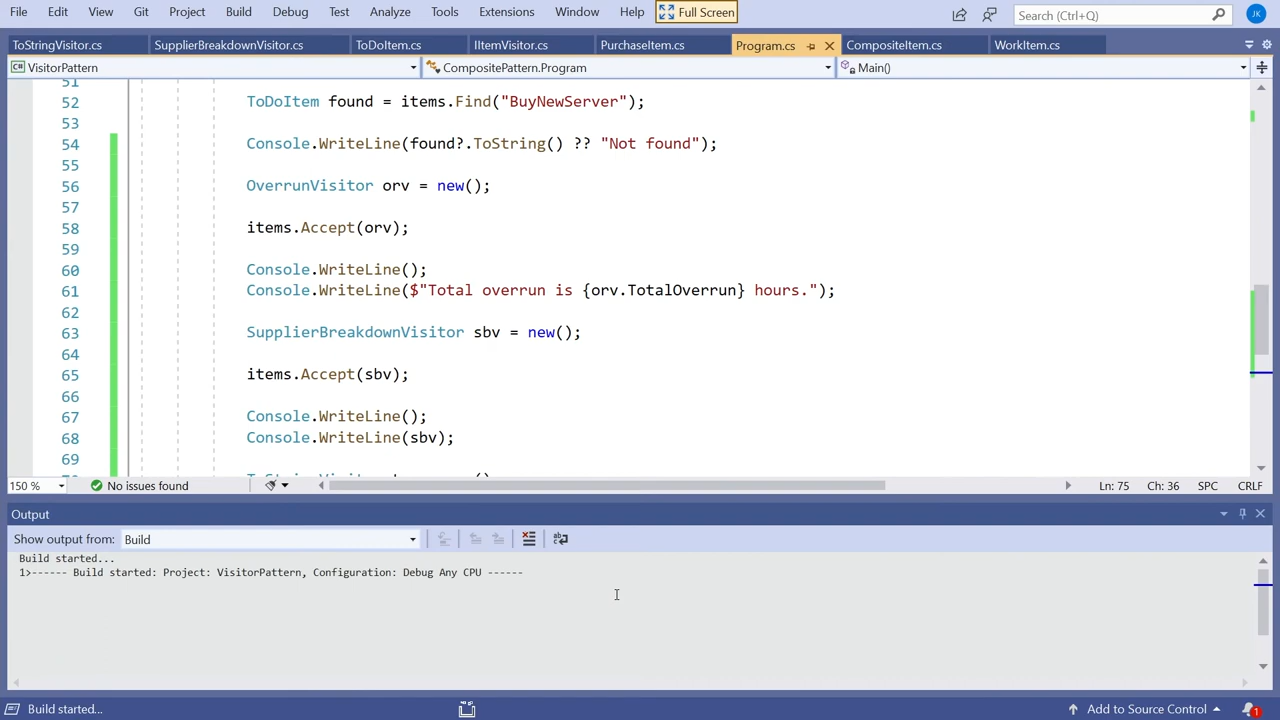 File Edit View Git Project Build Debug Test Analyze Tools Extensions Window Help Full Screen Search (Ctrl+Q) JK
ToStringVisitor.cs SupplierBreakdownVisitor.cs ToDoItem.cs IItemVisitor.cs PurchaseItem.cs Program.cs CompositeItem.cs WorkItem.cs
C# VisitorPattern CompositePattern.Program Main()
51
52 ToDoItem found = items.Find("BuyNewServer");
53
54 Console.WriteLine(found?.ToString() ?? "Not found");
55
56 OverrunVisitor orv = new();
57
58 items.Accept(orv);
59
60 Console.WriteLine();
61 Console.WriteLine($"Total overrun is {orv.TotalOverrun} hours.");
62
63 SupplierBreakdownVisitor sbv = new();
64
65 items.Accept(sbv);
66
67 Console.WriteLine();
68 Console.WriteLine(sbv);
69
150 % No issues found Ln: 75 Ch: 36 SPC CRLF
Output
Show output from: Build
Build started...
1>------ Build started: Project: VisitorPattern, Configuration: Debug Any CPU ------
Build started... Add to Source Control 1